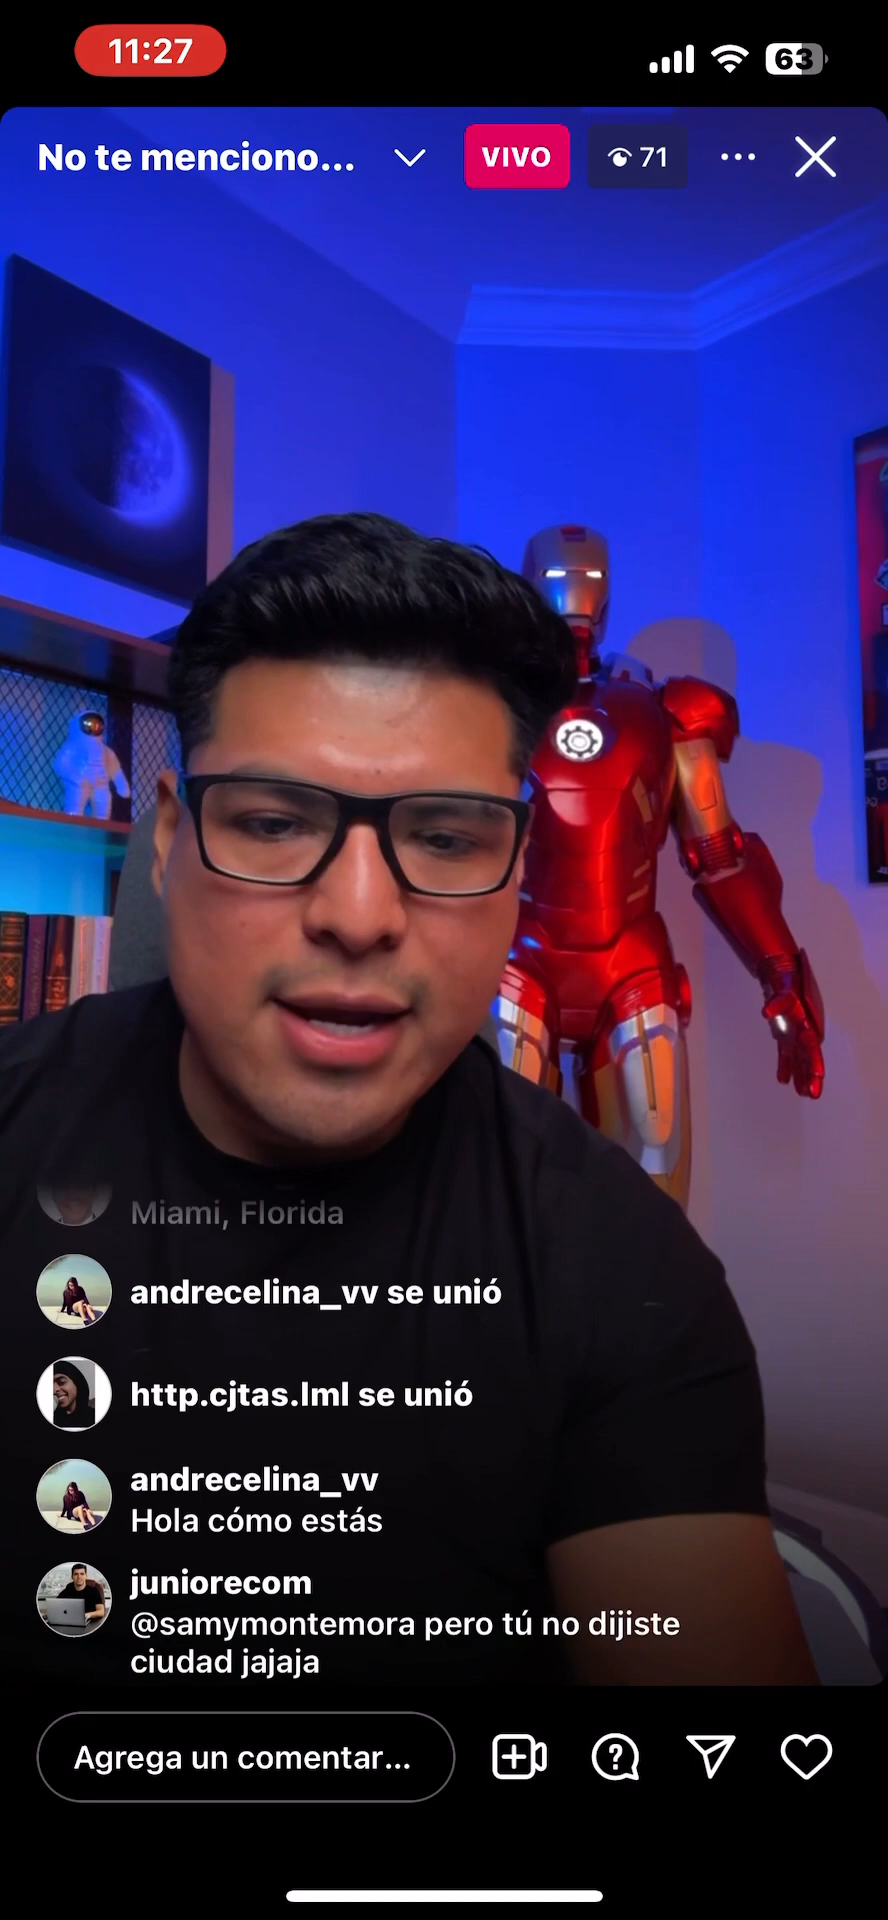 11:27
63
No te menciono...
VIVO
71
Miami, Florida
andrecelina_vv se unió
http.cjtas.lml se unió
andrecelina_vv
Hola cómo estás
juniorecom
@samymontemora pero tú no dijiste
ciudad jajaja
Agrega un comentar...